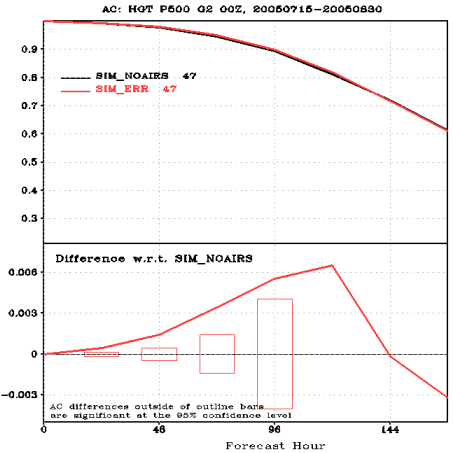 AC: HGT P500 G2 00Z, 20050715-20050830
0.9
SIM_NOAIRS 47
0.8
SIM_ERR 47
0.7
0.6
0.5
0.4
0.3
Difference w.r.t. SIM_NOAIRS
0.006
0.003
0
-0.003
AC differences outside of outline bars
are significant at the 95% confidence level
0 48 96 144
Forecast Hour